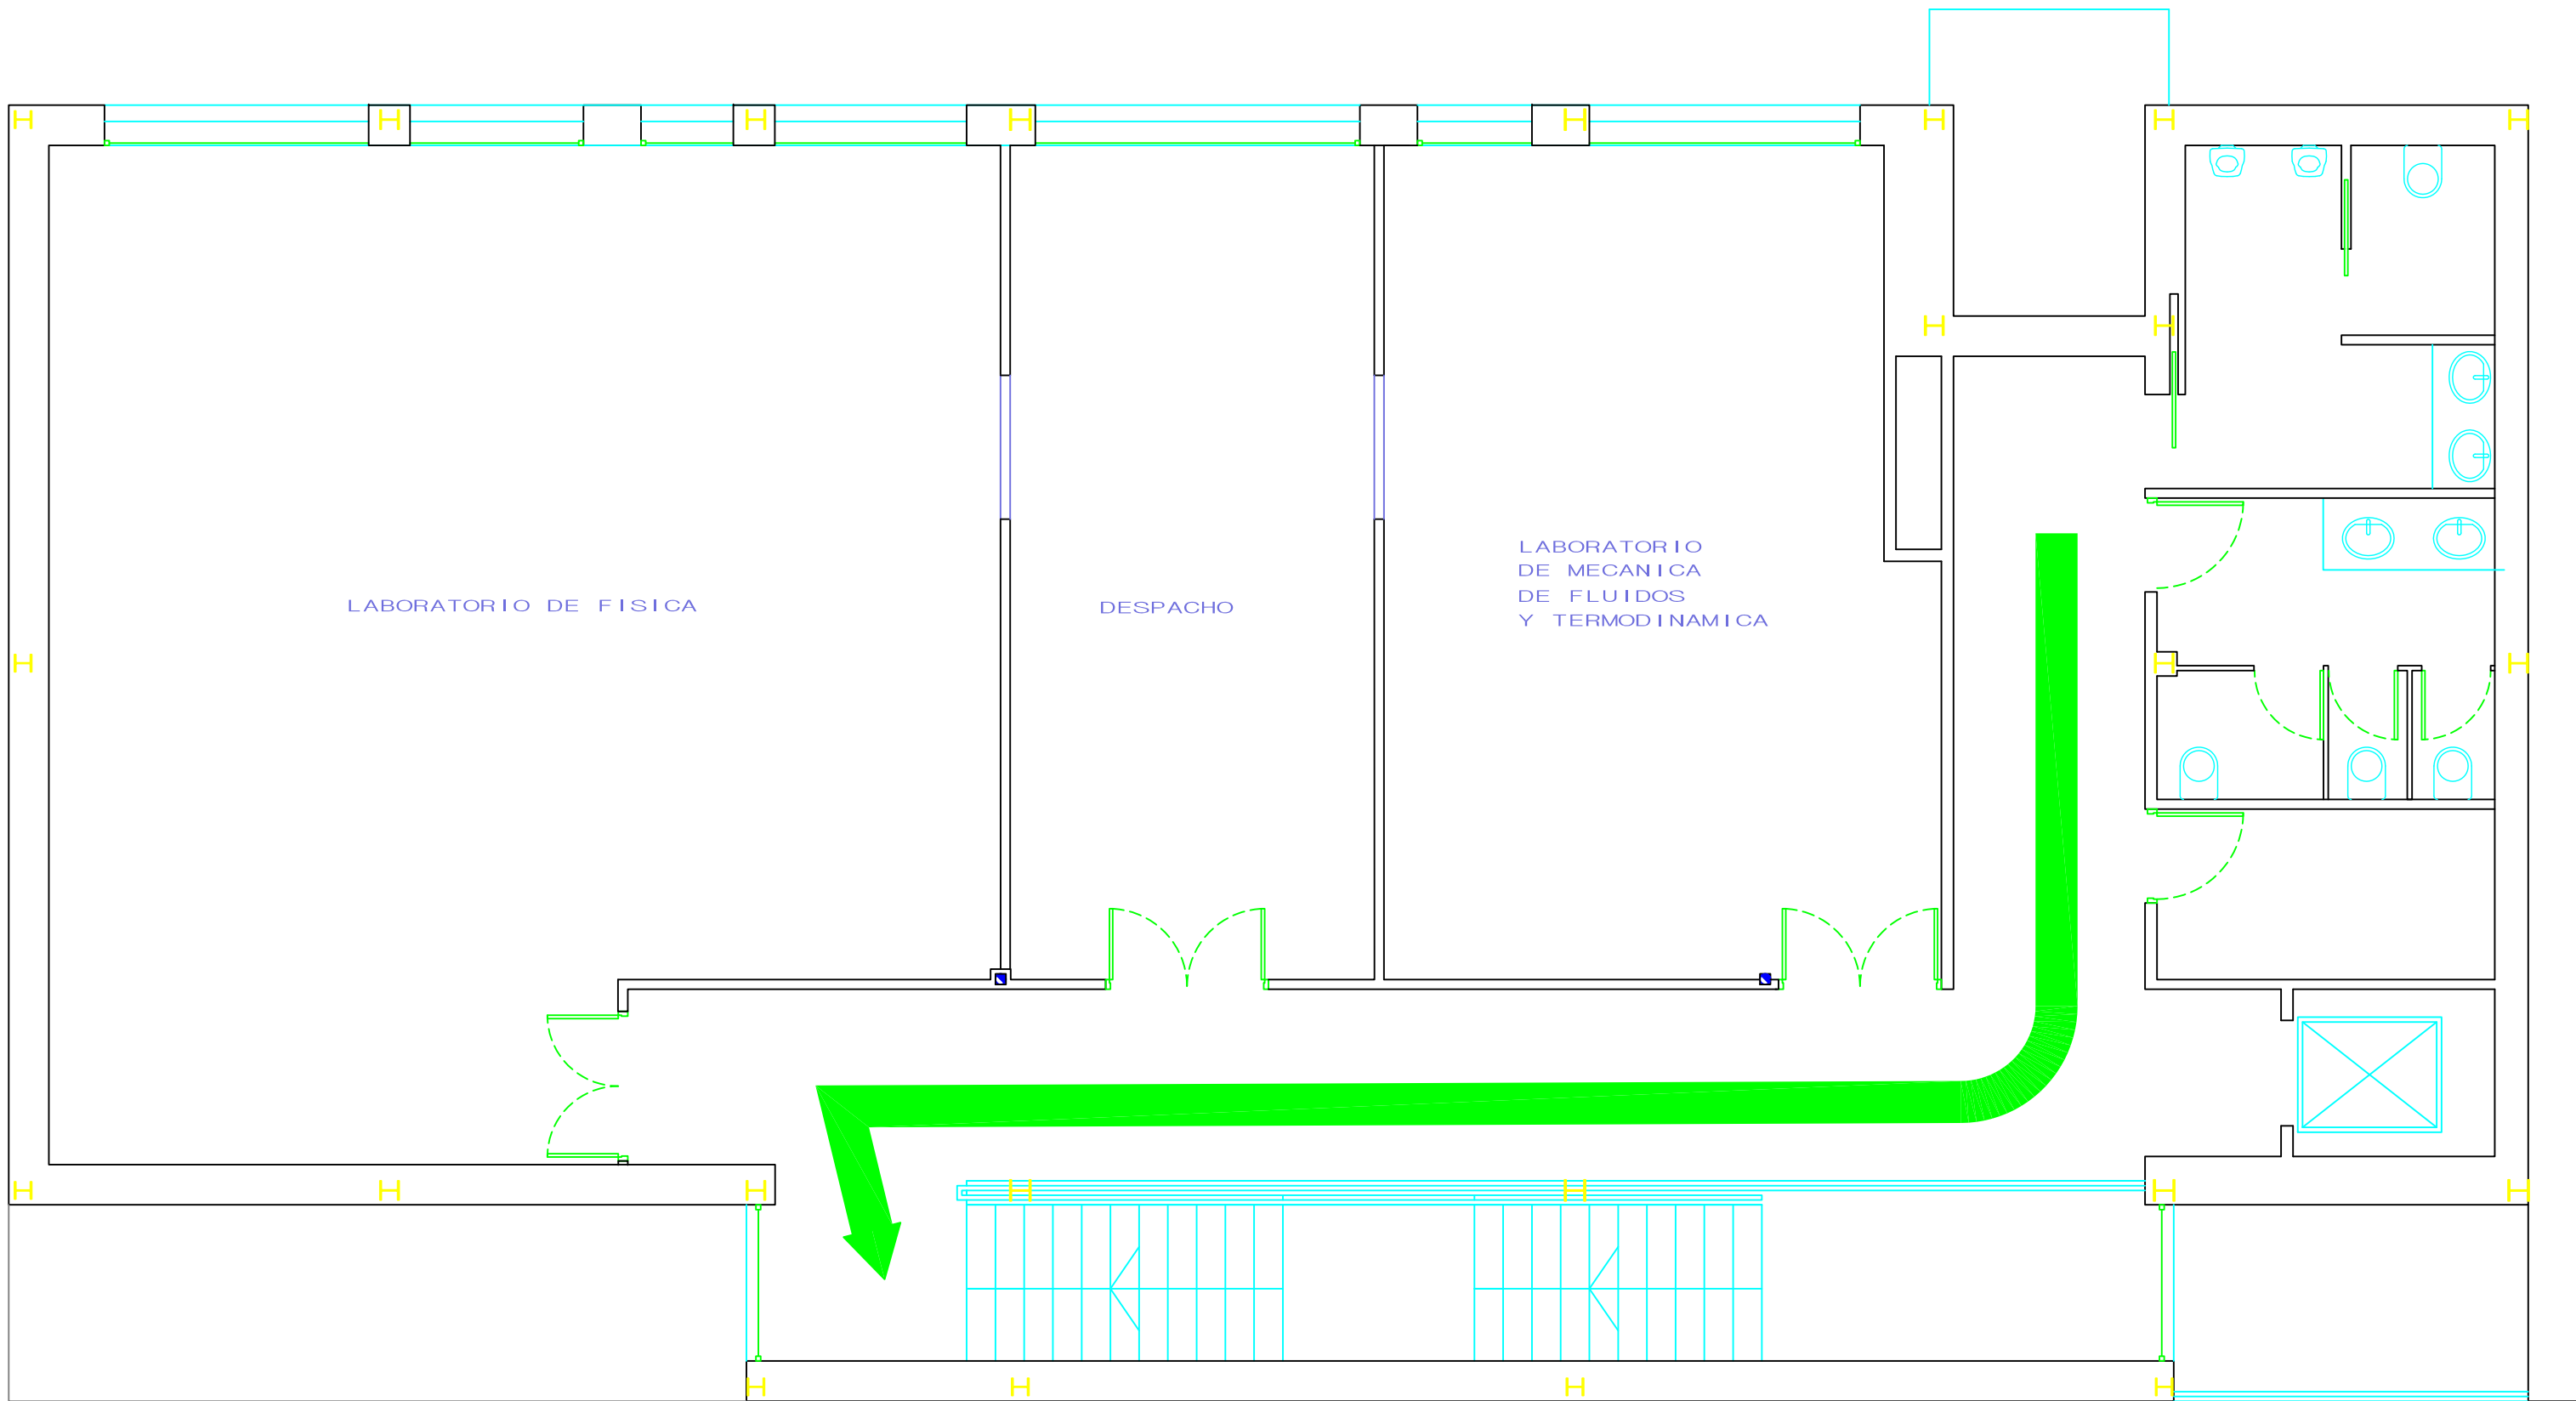 LABORATORIO DE FISICA
DESPACHO
LABORATORIO
DE MECANICA
DE FLUIDOS
Y TERMODINAMICA